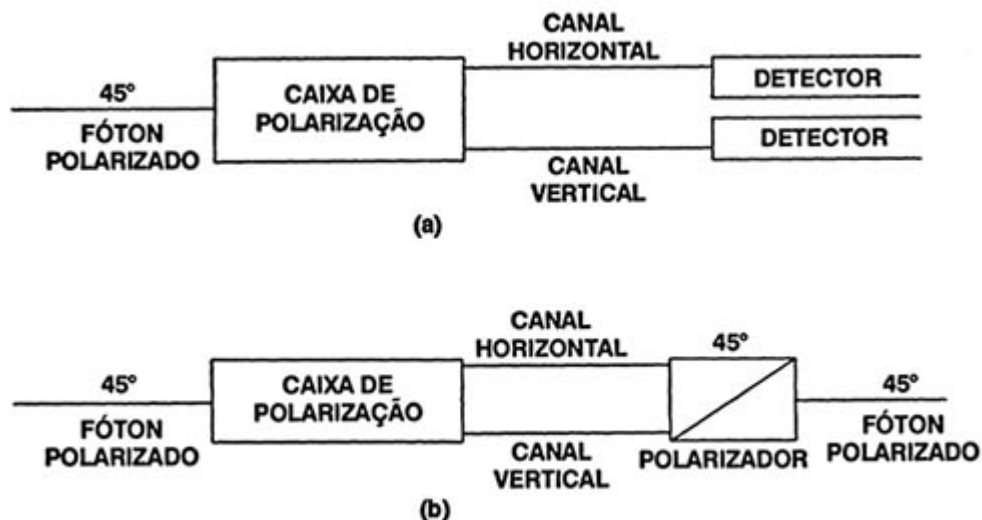 CANAL
HORIZONTAL
45°
FÓTON
POLARIZADO
CAIXA DE
POLARIZAÇÃO
DETECTOR
DETECTOR
CANAL
VERTICAL
(a)
CANAL
HORIZONTAL
45°
45°
FÓTON
POLARIZADO
CAIXA DE
POLARIZAÇÃO
45°
FÓTON
POLARIZADO
CANAL
VERTICAL
POLARIZADOR
(b)